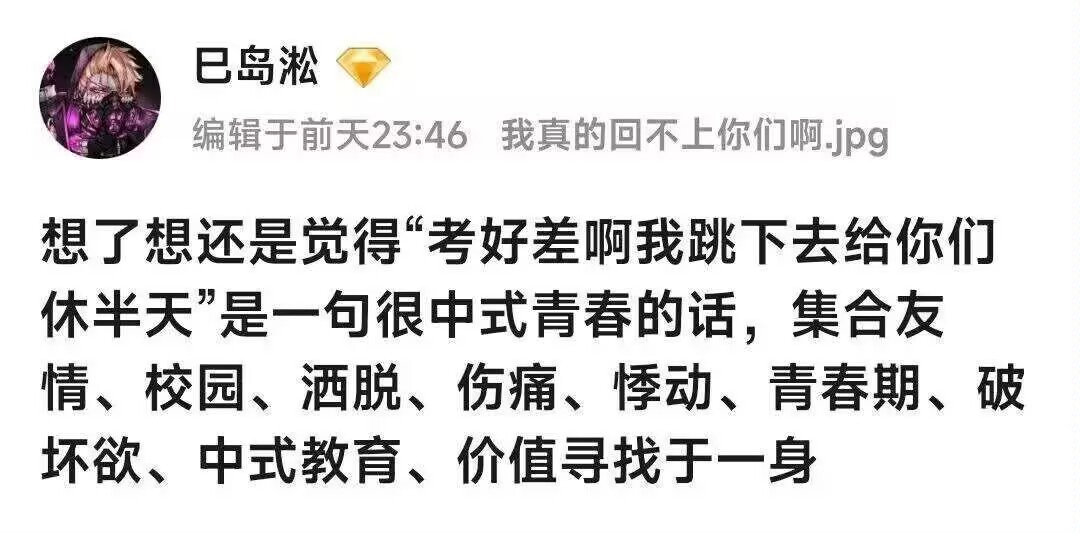 巳岛淞
编辑于前天23:46 我真的回不上你们啊.jpg
想了想还是觉得“考好差啊我跳下去给你们
休半天”是一句很中式青春的话，集合友
情、校园、洒脱、伤痛、悸动、青春期、破
坏欲、中式教育、价值寻找于一身